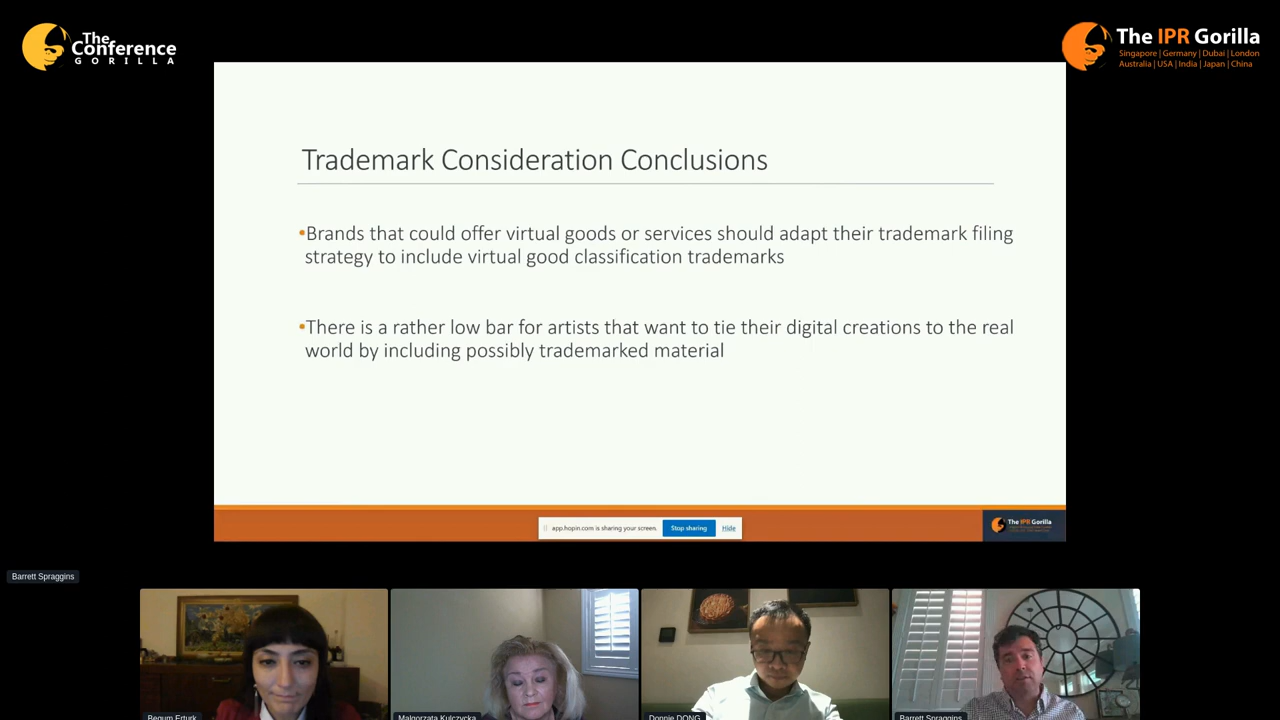 The
Conference
GORILLA
The IPR Gorilla
Singapore | Germany | Dubai | London
Australia | USA | India | Japan | China
Trademark Consideration Conclusions
•Brands that could offer virtual goods or services should adapt their trademark filing
strategy to include virtual good classification trademarks
•There is a rather low bar for artists that want to tie their digital creations to the real
world by including possibly trademarked material
app.hopin.com is sharing your screen. Stop sharing Hide
The IPR Gorilla
Barrett Spraggins
Begum Erturk
Malgorzata Kulczycka
Donnie DONG
Barrett Spraggins